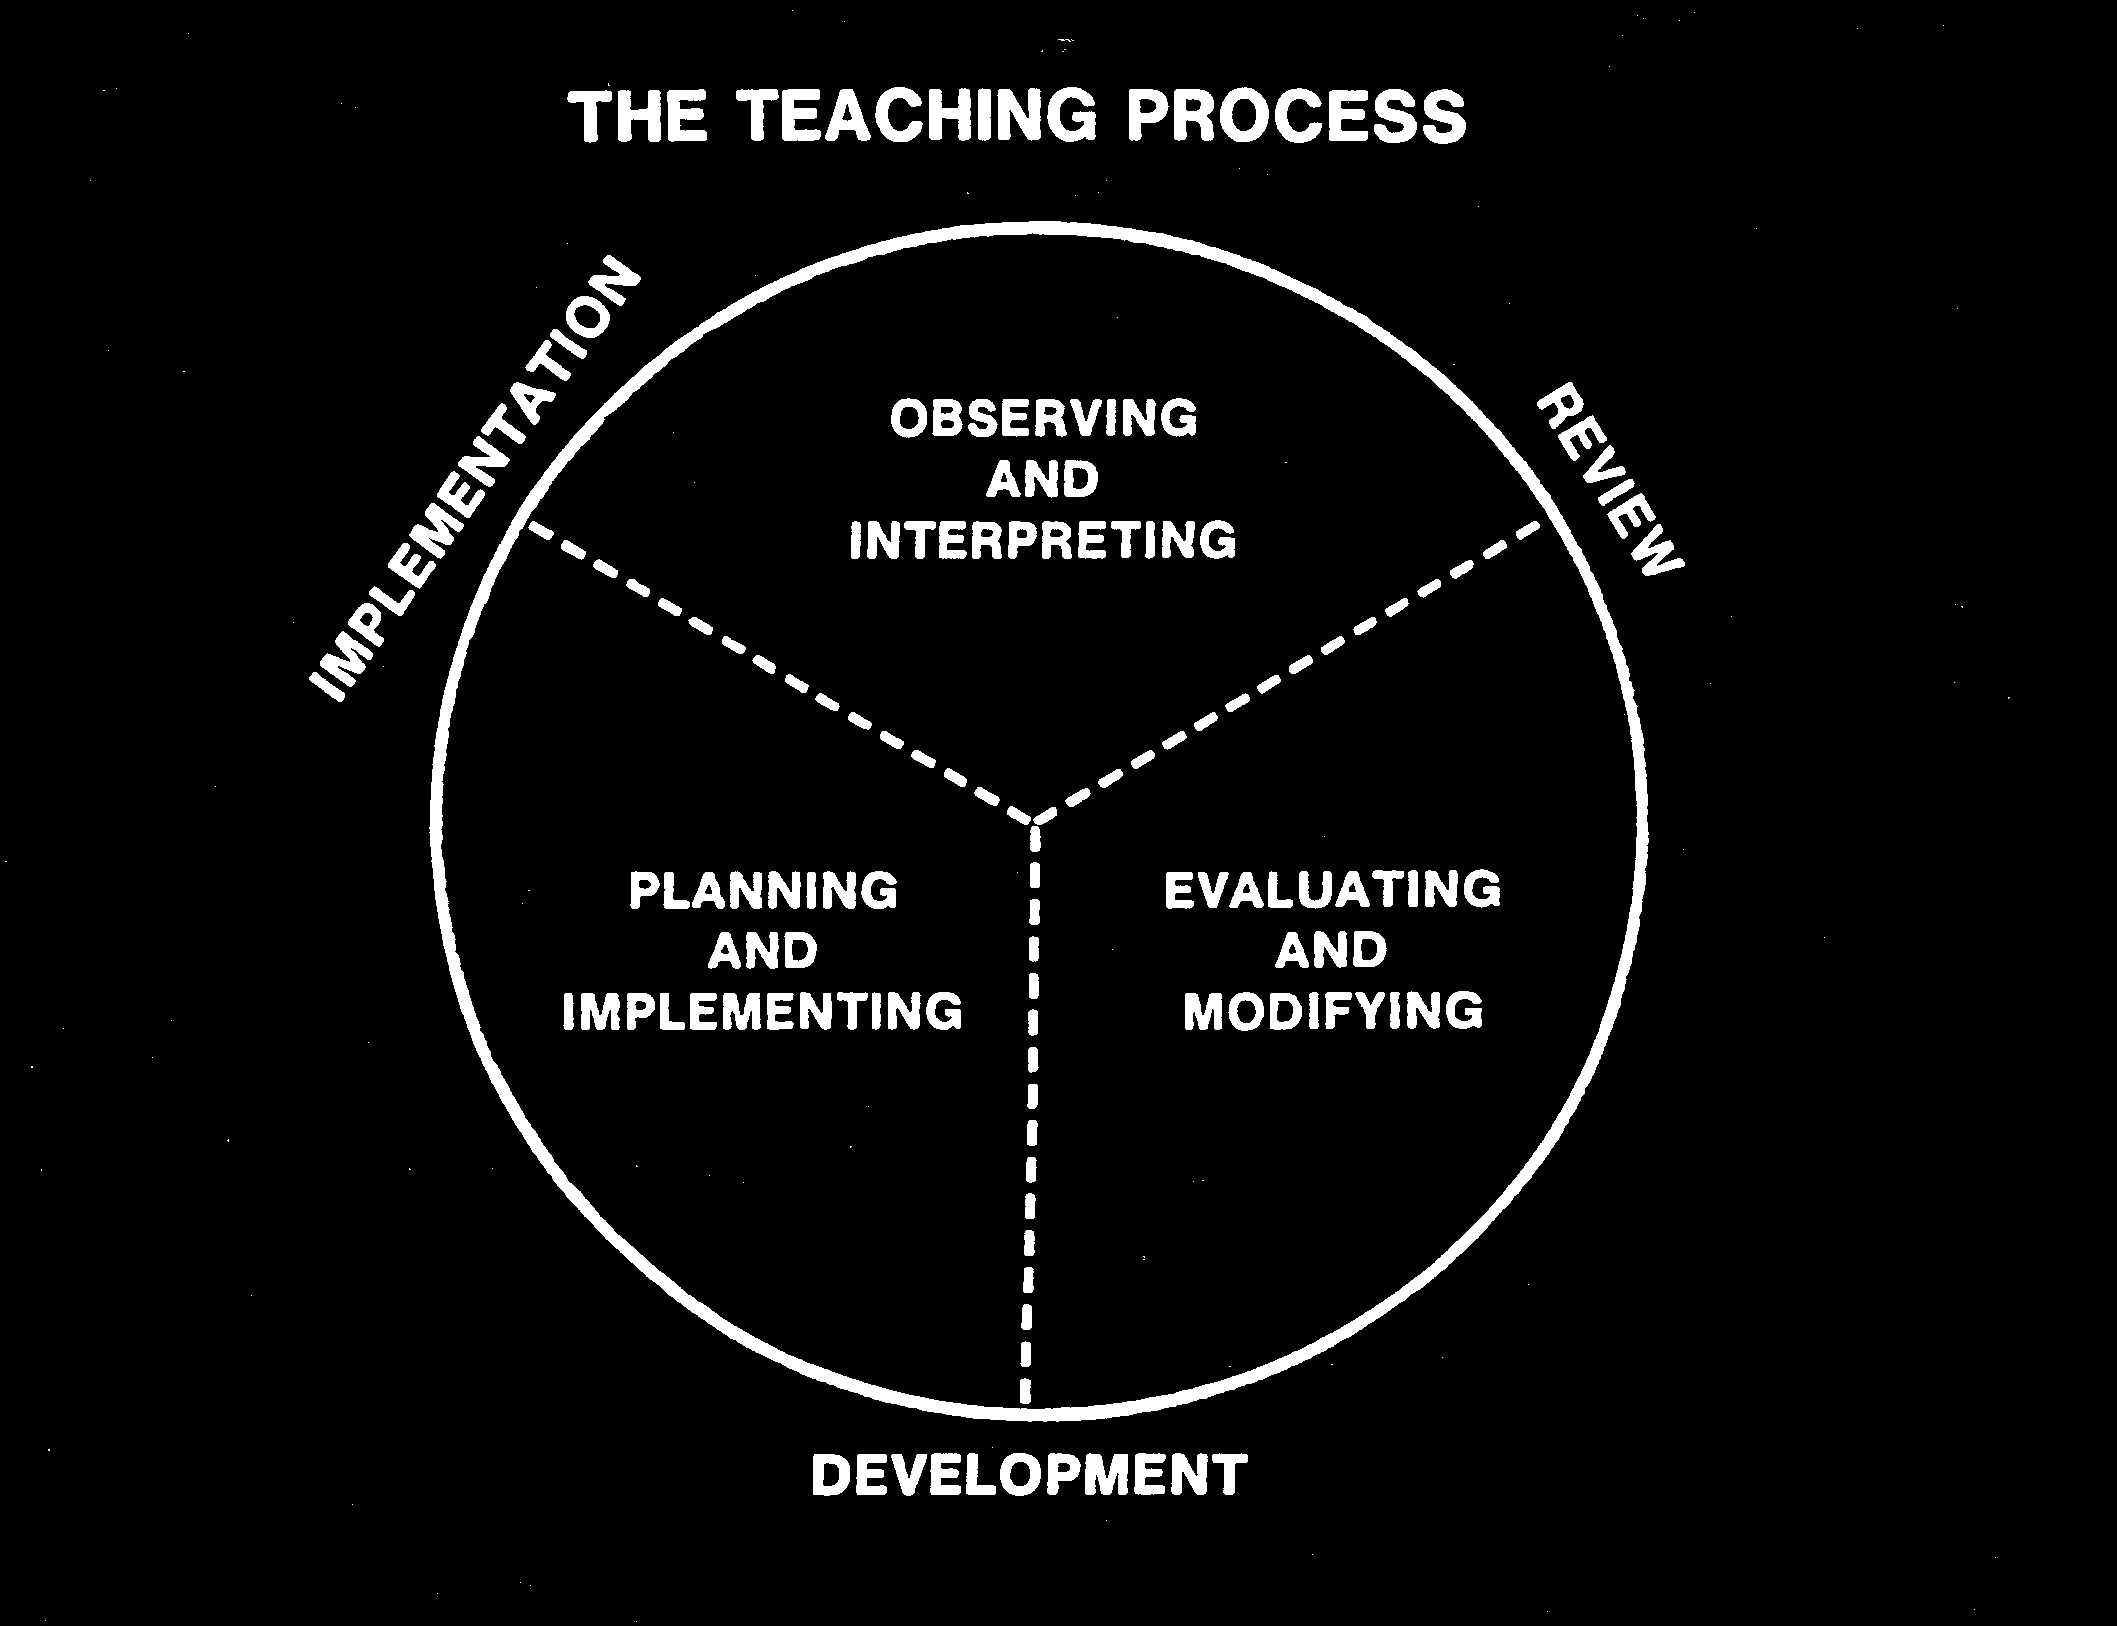 THE TEACHING PROCESS
IMPLEMENTATION
REVIEW
OBSERVING
AND
INTERPRETING
PLANNING
AND
IMPLEMENTING
EVALUATING
AND
MODIFYING
DEVELOPMENT